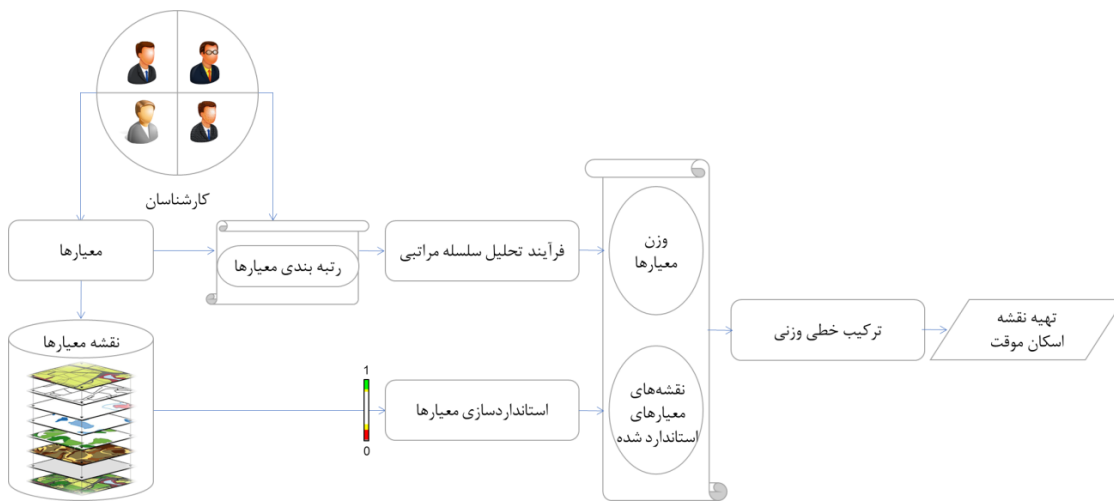 کارشناسان
معیارها
رتبه بندی معیارها
فرآیند تحلیل سلسله مراتبی
وزن
معیارها
نقشه معیارها
1
0
استانداردسازی معیارها
نقشه‌های
معیارهای
استاندارد شده
ترکیب خطی وزنی
تهیه نقشه
اسکان موقت